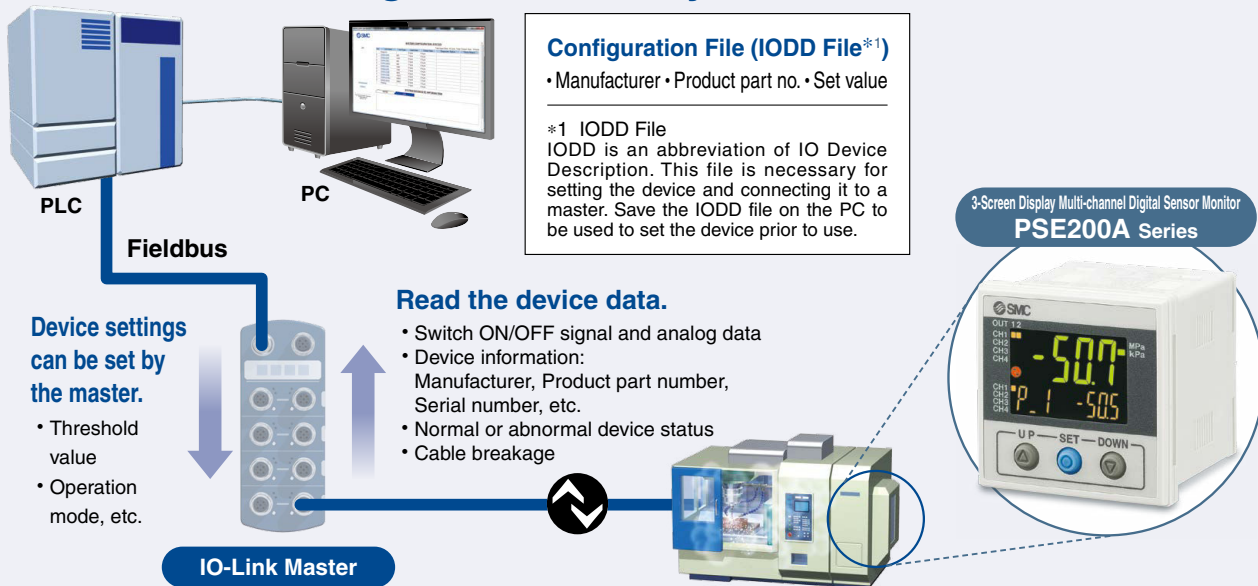 SMC
PLC
PC
Configuration File (IODD File*1)
• Manufacturer • Product part no. • Set value
*1 IODD File
IODD is an abbreviation of IO Device
Description. This file is necessary for
setting the device and connecting it to a
master. Save the IODD file on the PC to
be used to set the device prior to use.
Fieldbus
Device settings
can be set by
the master.
• Threshold
value
• Operation
mode, etc.
Read the device data.
• Switch ON/OFF signal and analog data
• Device information:
Manufacturer, Product part number,
Serial number, etc.
• Normal or abnormal device status
• Cable breakage
IO-Link Master
3-Screen Display Multi-channel Digital Sensor Monitor
PSE200A Series
SMC
OUT 1 2
CH1
CH2
CH3
CH4
-50.7
MPa
kPa
CH1
CH2
CH3
CH4
P_1 -50.5
UP SET DOWN